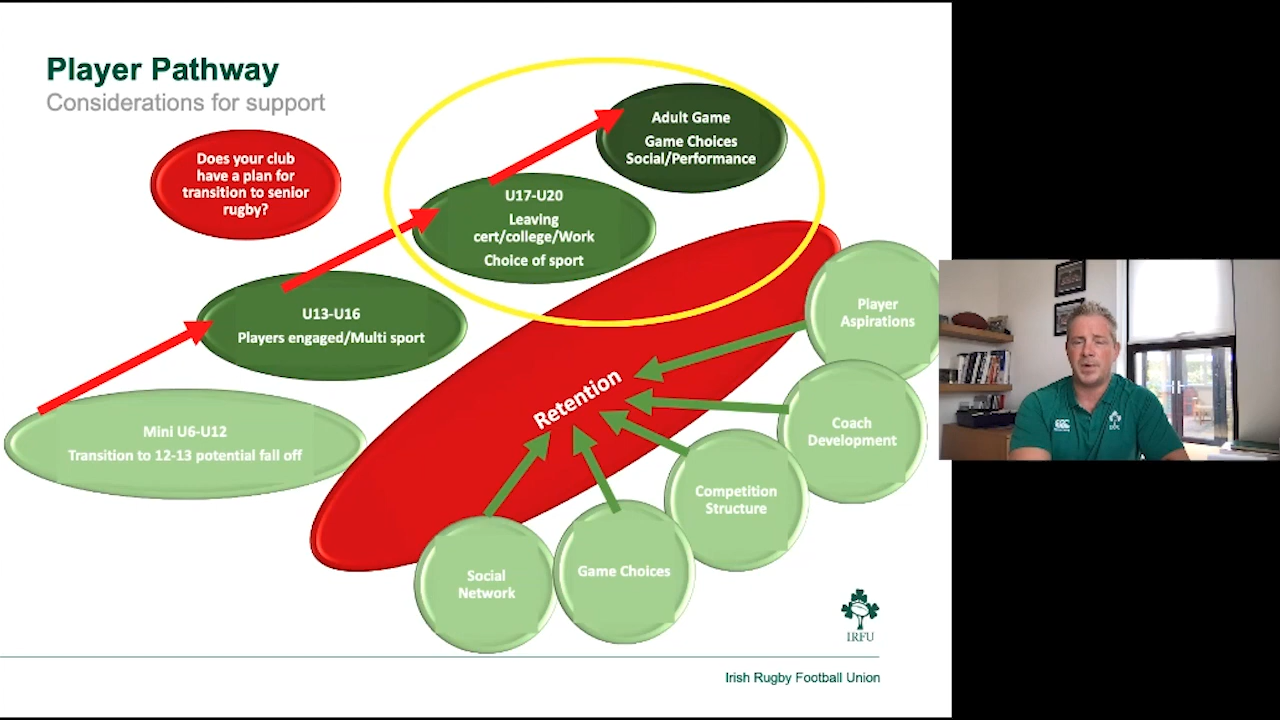 Player Pathway
Considerations for support
Does your club
have a plan for
transition to senior
rugby?
Adult Game
Game Choices
Social/Performance
U17-U20
Leaving
cert/college/Work
Choice of sport
U13-U16
Players engaged/Multi sport
Mini U6-U12
Transition to 12-13 potential fall off
Retention
Player
Aspirations
Coach
Development
Competition
Structure
Game Choices
Social
Network
IRFU
Irish Rugby Football Union